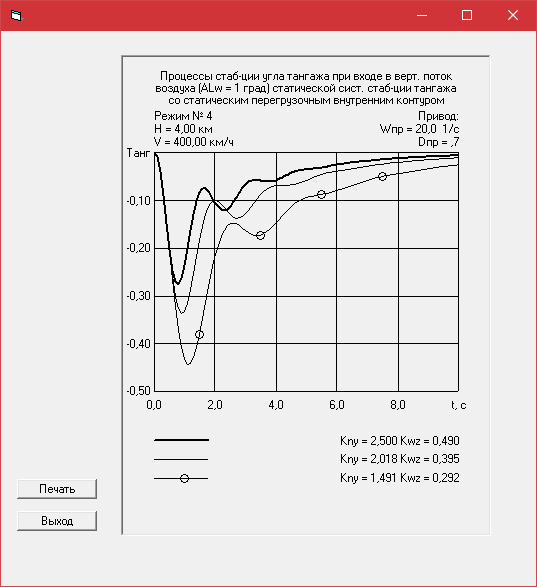 Процессы стаб-ции угла тангажа при входе в верт. поток
воздуха (ALw = 1 град) статической сист. стаб-ции тангажа
со статическим перегрузочным внутренним контуром
Режим № 4 Привод:
H = 4,00 км Wпр = 20,0 1/с
V = 400,00 км/ч Dпр = ,7
Танг
-0,10
-0,20
-0,30
-0,40
-0,50
0,0 2,0 4,0 6,0 8,0 t, с
Kny = 2,500 Kwz = 0,490
Kny = 2,018 Kwz = 0,395
Kny = 1,491 Kwz = 0,292
Печать
Выход